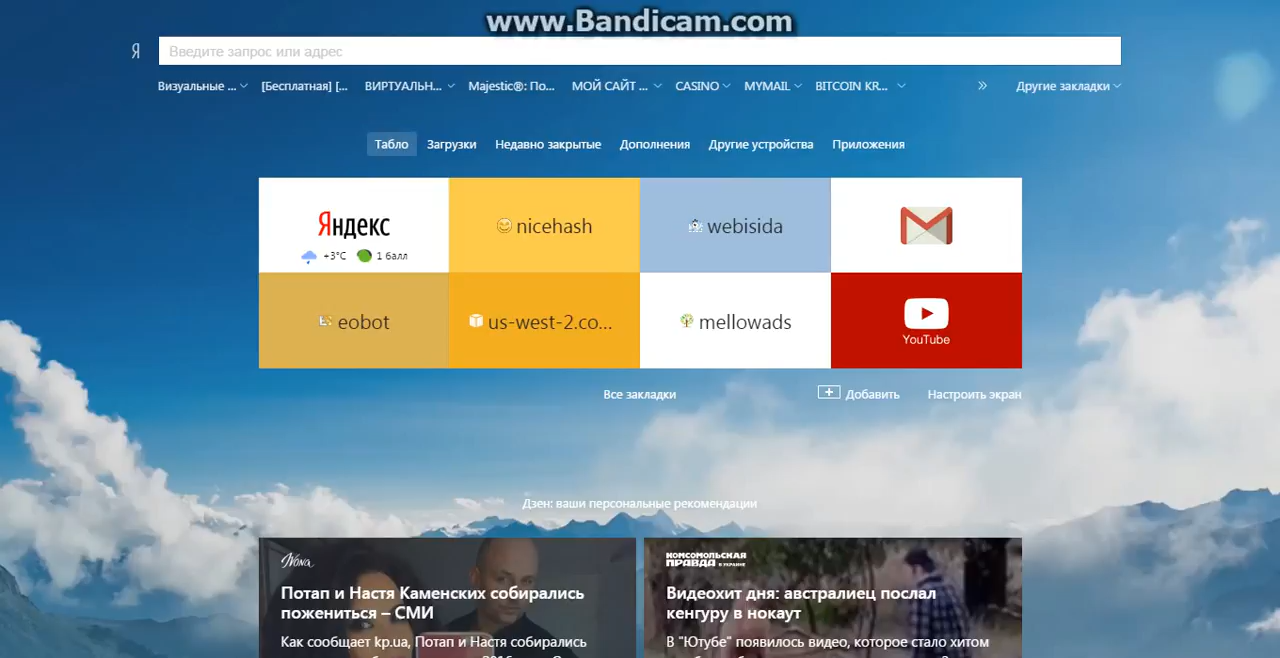 www.Bandicam.com
Я Введите запрос или адрес
Визуальные ... [Бесплатная] [... ВИРТУАЛЬН... Majestic®: По... МОЙ САЙТ ... CASINO MYMAIL BITCOIN KR... » Другие закладки
Табло Загрузки Недавно закрытые Дополнения Другие устройства Приложения
Яндекс
+3°C 1 балл
nicehash
webisida
eobot
us-west-2.co...
mellowads
YouTube
Все закладки
Добавить
Настроить экран
Дзен: ваши персональные рекомендации
Nona
Потап и Настя Каменских собирались
пожениться – СМИ
Как сообщает kp.ua, Потап и Настя собирались
КОМСОМОЛЬСКАЯ
ПРАВДА В УКРАИНЕ
Видеохит дня: австралиец послал
кенгуру в нокаут
В "Ютубе" появилось видео, которое стало хитом